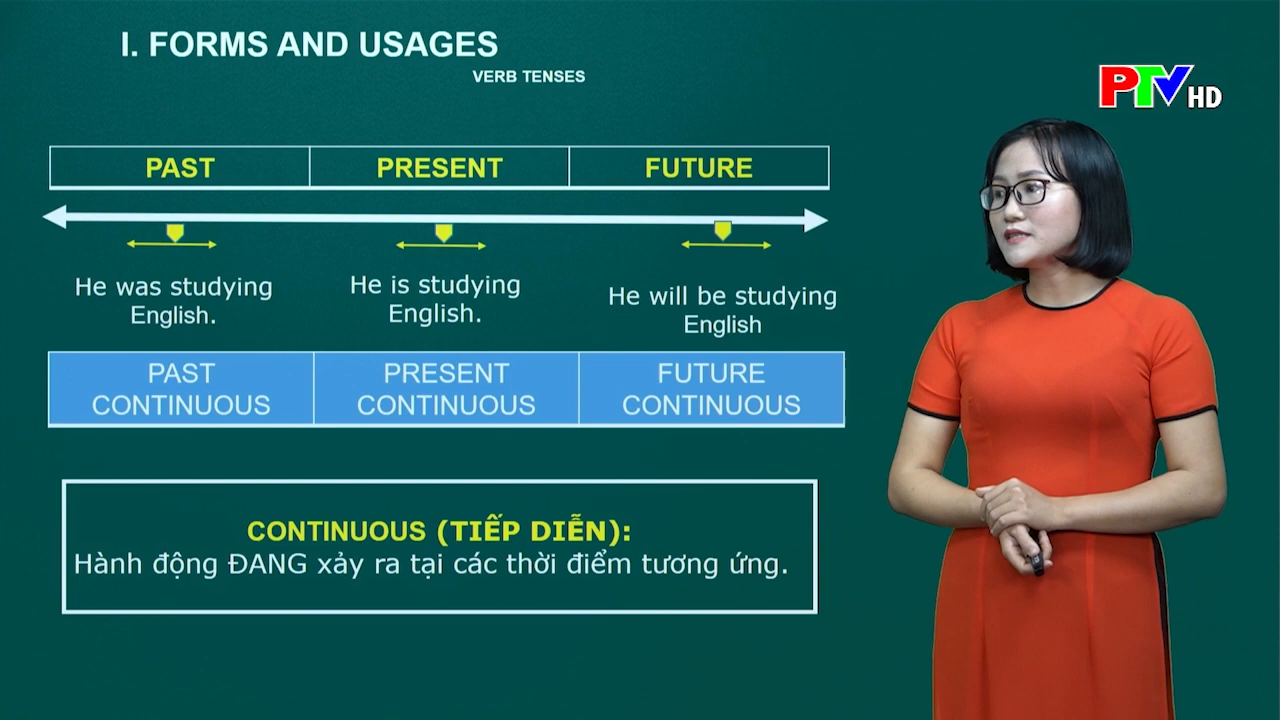 I. FORMS AND USAGES
VERB TENSES
PTV HD
PAST PRESENT FUTURE
He was studying
English.
He is studying
English.
He will be studying
English
PAST
CONTINUOUS
PRESENT
CONTINUOUS
FUTURE
CONTINUOUS
CONTINUOUS (TIẾP DIỄN):
Hành động ĐANG xảy ra tại các thời điểm tương ứng.